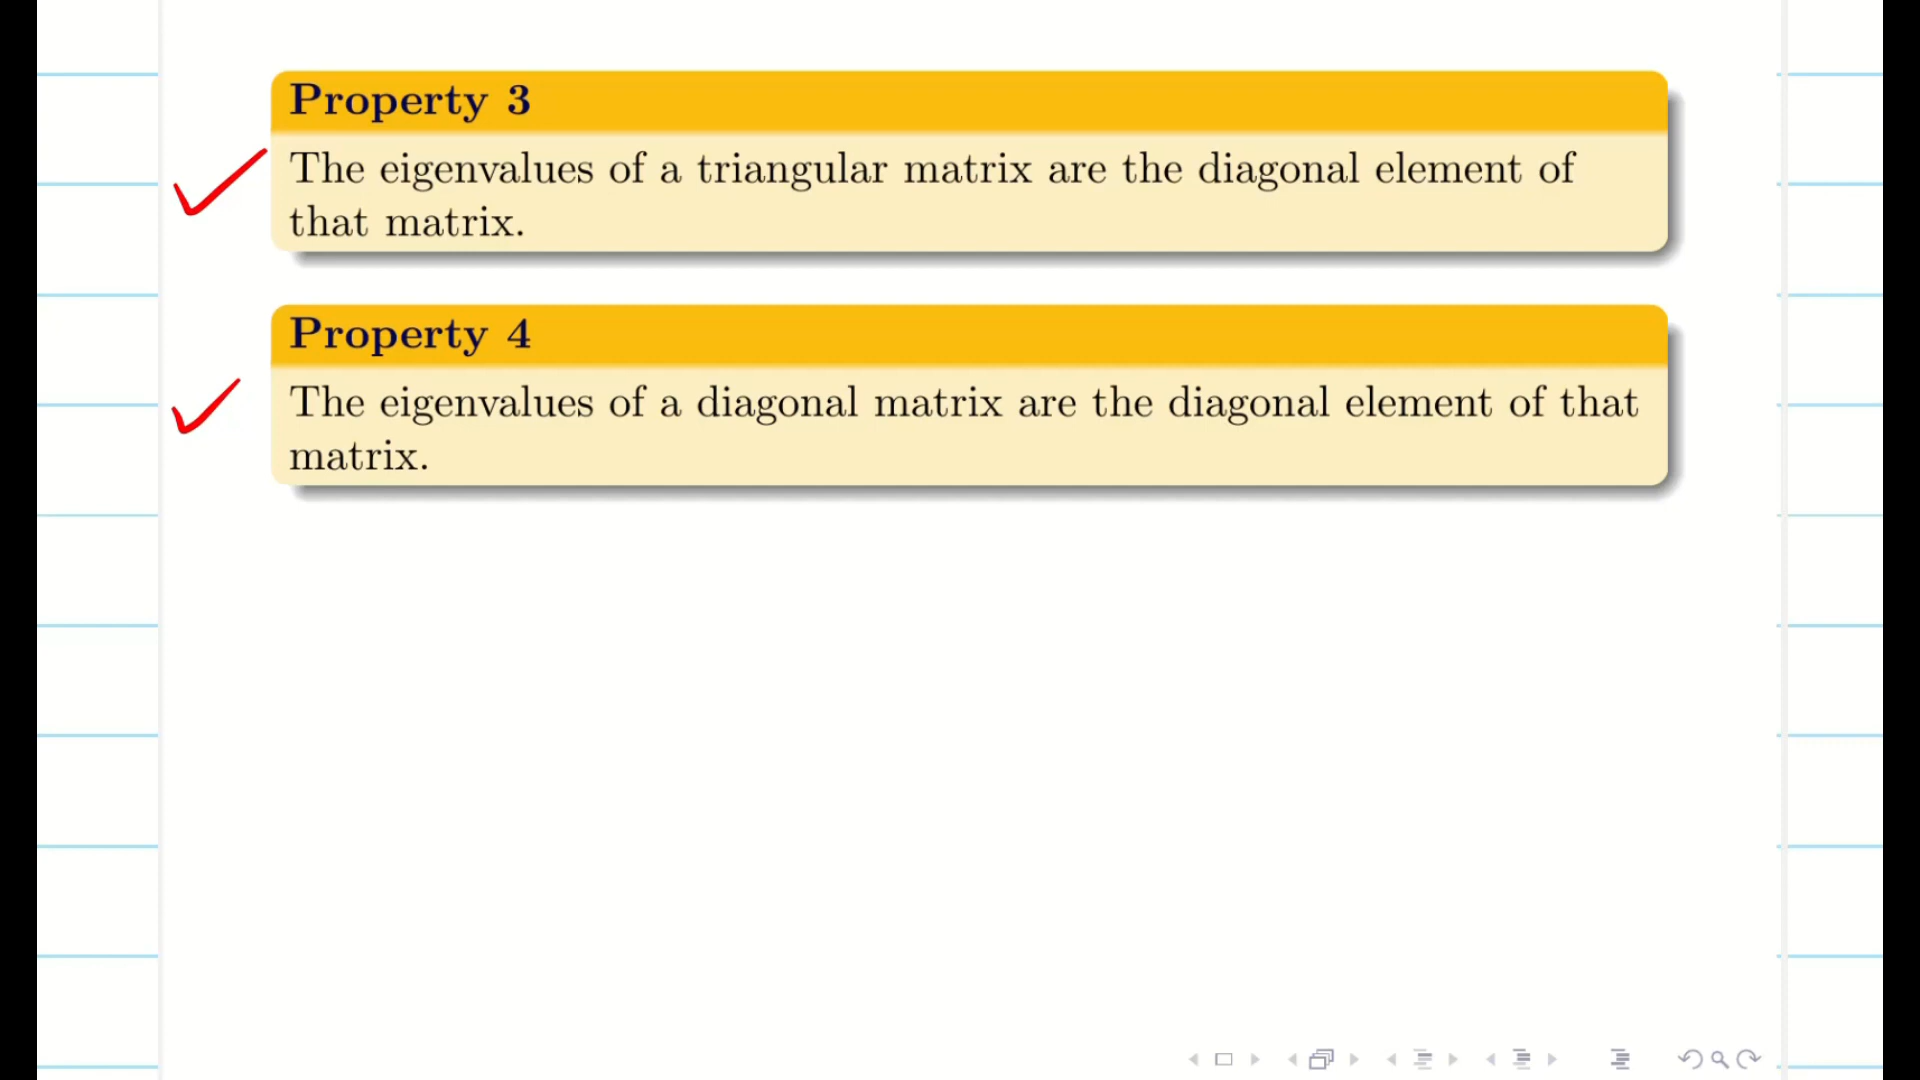 Property 3
The eigenvalues of a triangular matrix are the diagonal element of
that matrix.
Property 4
The eigenvalues of a diagonal matrix are the diagonal element of that
matrix.